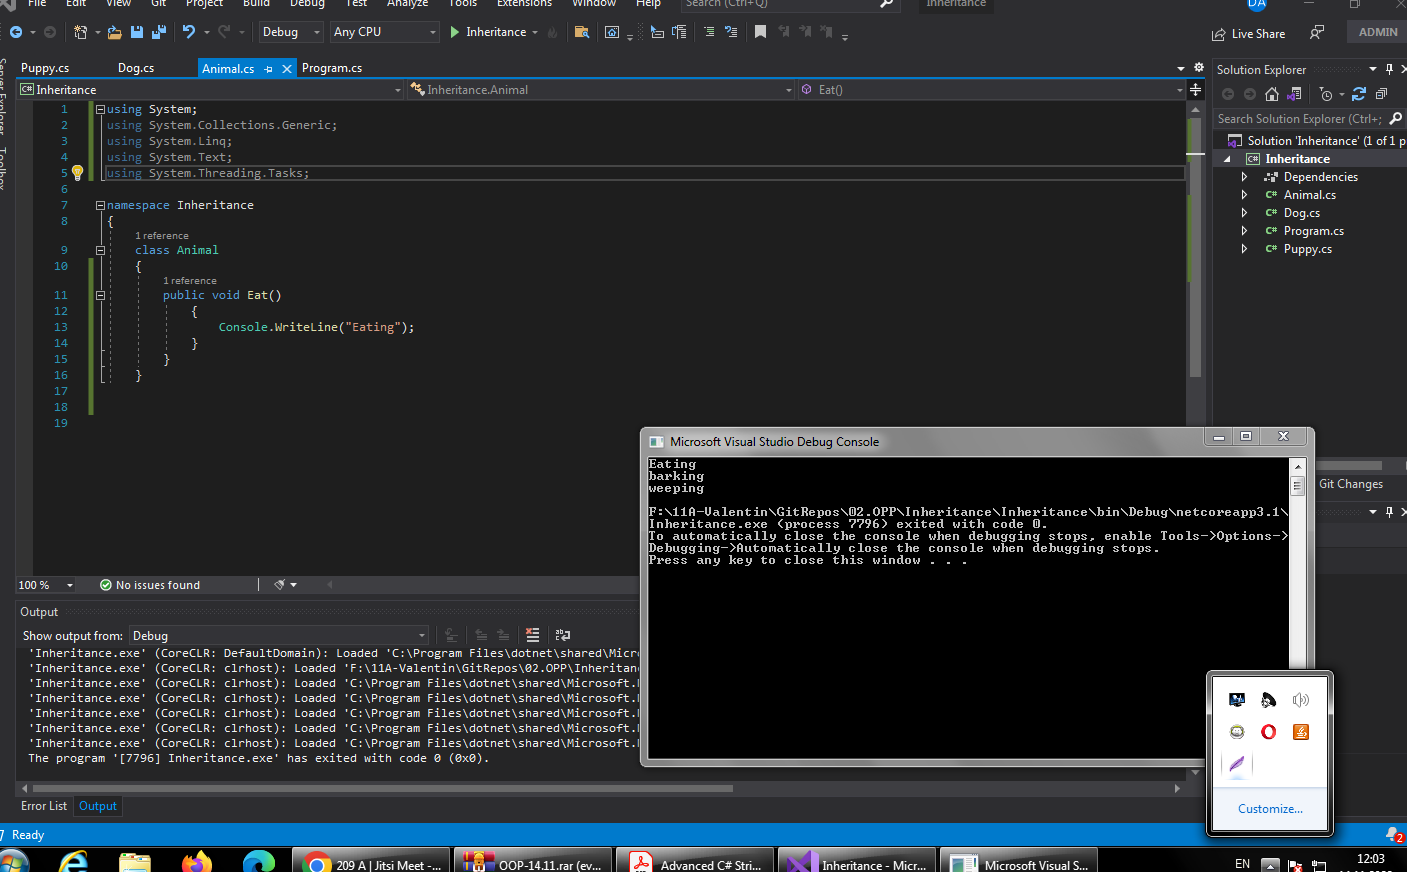 File Edit View Git Project Build Debug Test Analyze Tools Extensions Window Help Search (Ctrl+Q) Inheritance DA
Debug Any CPU Inheritance Live Share ADMIN
Server Explorer
Toolbox
Puppy.cs Dog.cs Animal.cs Program.cs
Inheritance Inheritance.Animal Eat()
1 using System;
2 using System.Collections.Generic;
3 using System.Linq;
4 using System.Text;
5 using System.Threading.Tasks;
6
7 namespace Inheritance
8 {
1 reference
9 class Animal
10 {
1 reference
11 public void Eat()
12 {
13 Console.WriteLine("Eating");
14 }
15 }
16 }
17
18
19
100 % No issues found
Solution Explorer
Search Solution Explorer (Ctrl+;
Solution 'Inheritance' (1 of 1 p
C# Inheritance
Dependencies
C# Animal.cs
C# Dog.cs
C# Program.cs
C# Puppy.cs
Git Changes
Microsoft Visual Studio Debug Console
Eating
barking
weeping
F:\11A-Valentin\GitRepos\02.OPP\Inheritance\Inheritance\bin\Debug\netcoreapp3.1\
Inheritance.exe (process 7796) exited with code 0.
To automatically close the console when debugging stops, enable Tools->Options->
Debugging->Automatically close the console when debugging stops.
Press any key to close this window . . .
Output
Show output from: Debug
'Inheritance.exe' (CoreCLR: DefaultDomain): Loaded 'C:\Program Files\dotnet\shared\Micro
'Inheritance.exe' (CoreCLR: clrhost): Loaded 'F:\11A-Valentin\GitRepos\02.OPP\Inheritan
'Inheritance.exe' (CoreCLR: clrhost): Loaded 'C:\Program Files\dotnet\shared\Microsoft.
'Inheritance.exe' (CoreCLR: clrhost): Loaded 'C:\Program Files\dotnet\shared\Microsoft.
'Inheritance.exe' (CoreCLR: clrhost): Loaded 'C:\Program Files\dotnet\shared\Microsoft.
'Inheritance.exe' (CoreCLR: clrhost): Loaded 'C:\Program Files\dotnet\shared\Microsoft.
'Inheritance.exe' (CoreCLR: clrhost): Loaded 'C:\Program Files\dotnet\shared\Microsoft.
The program '[7796] Inheritance.exe' has exited with code 0 (0x0).
Error List Output
Customize...
Ready 2
209 A | Jitsi Meet -... OOP-14.11.rar (ev... Advanced C# Stri... Inheritance - Micr... Microsoft Visual S... EN 12:03